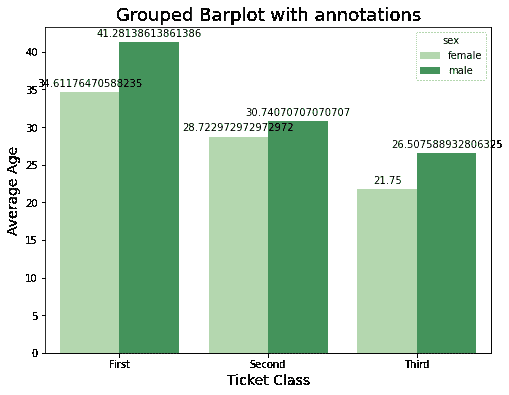 Grouped Barplot with annotations
41.28138613861386
34.61176470588235
30.74070707070707
28.722972972972972
26.507588932806325
21.75
sex
female
male
Average Age
40
35
30
25
20
15
10
5
0
First Second Third
Ticket Class